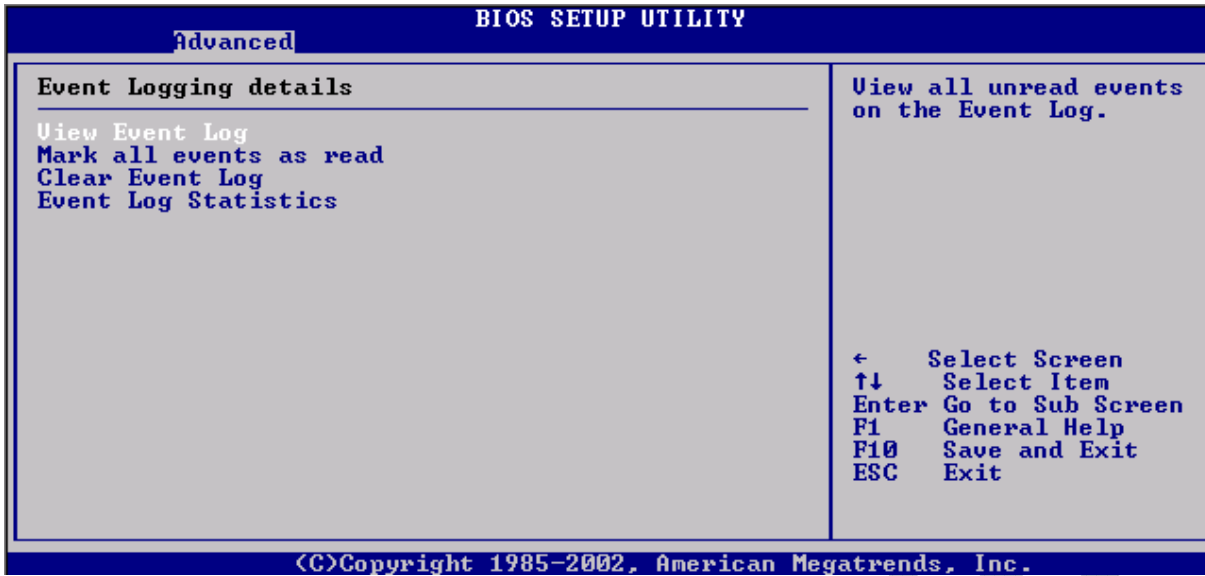 BIOS SETUP UTILITY
Advanced
Event Logging details
View Event Log
Mark all events as read
Clear Event Log
Event Log Statistics
View all unread events
on the Event Log.
← Select Screen
↑↓ Select Item
Enter Go to Sub Screen
F1 General Help
F10 Save and Exit
ESC Exit
(C)Copyright 1985-2002, American Megatrends, Inc.